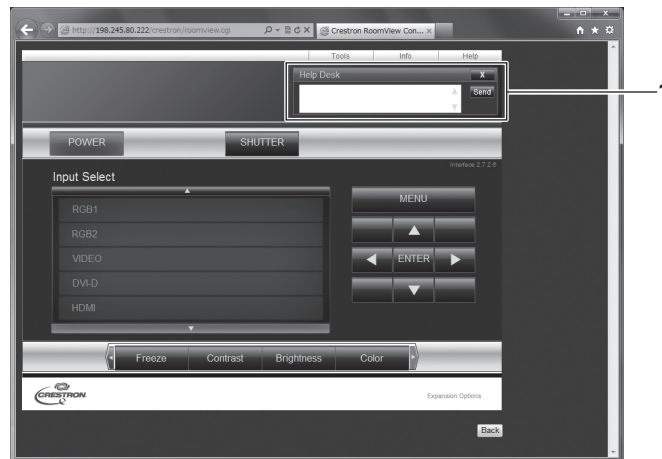 http://198.245.80.222/crestron/roomview.cgi
Crestron RoomView Con... ×
Tools Info Help
Help Desk X
Send
1
POWER SHUTTER
Interface 2.7.2.6
Input Select
MENU
RGB1
RGB2
VIDEO
ENTER
DVI-D
HDMI
Freeze Contrast Brightness Color
CRESTRON
Expansion Options
Back